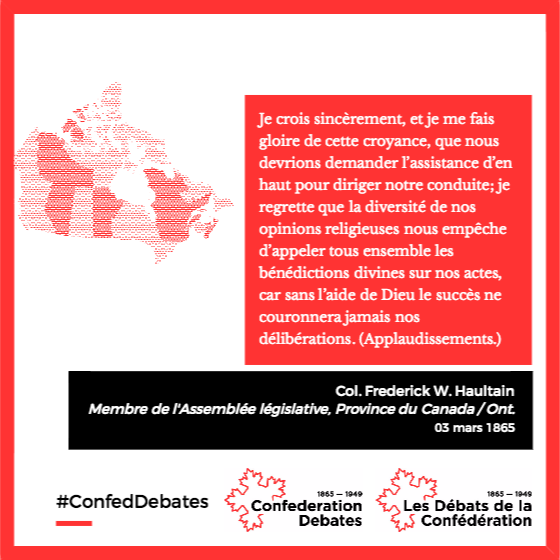 Je crois sincèrement, et je me fais
gloire de cette croyance, que nous
devrions demander l'assistance d'en
haut pour diriger notre conduite; je
regrette que la diversité de nos
opinions religieuses nous empêche
d'appeler tous ensemble les
bénédictions divines sur nos actes,
car sans l'aide de Dieu le succès ne
couronnera jamais nos
délibérations. (Applaudissements.)
Col. Frederick W. Haultain
Membre de l'Assemblée législative, Province du Canada / Ont.
03 mars 1865
#ConfedDebates
1865 — 1949
Confederation
Debates
1865 — 1949
Les Débats de la
Confédération